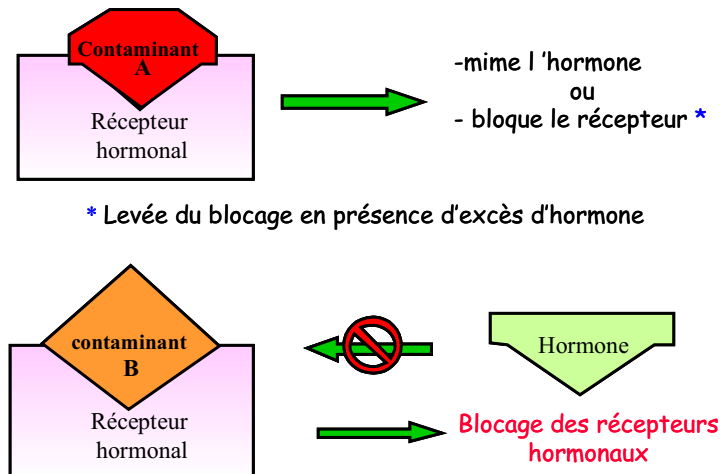 Contaminant
A
Récepteur
hormonal
-mime l 'hormone
ou
- bloque le récepteur *
* Levée du blocage en présence d'excès d'hormone
contaminant
B
Récepteur
hormonal
Hormone
Blocage des récepteurs
hormonaux